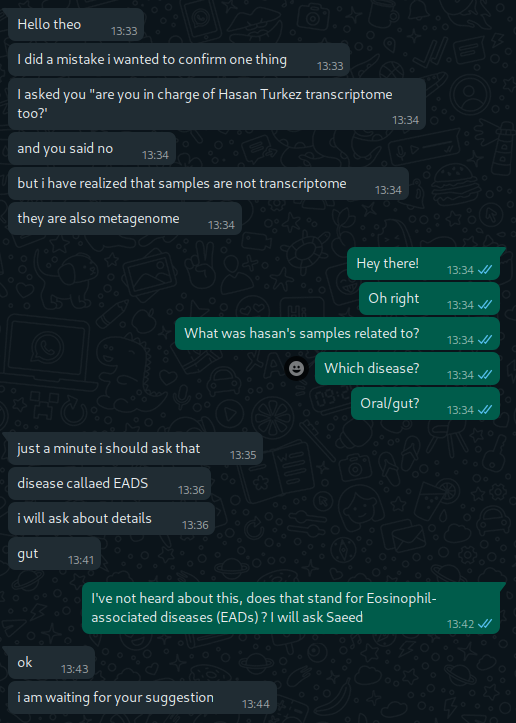 Hello theo 13:33
I did a mistake i wanted to confirm one thing 13:33
I asked you "are you in charge of Hasan Turkez transcriptome
too?' 13:34
and you said no 13:34
but i have realized that samples are not transcriptome 13:34
they are also metagenome 13:34
Hey there! 13:34
Oh right 13:34
What was hasan's samples related to? 13:34
Which disease? 13:34
Oral/gut? 13:34
just a minute i should ask that 13:35
disease callaed EADS 13:36
i will ask about details 13:36
gut 13:41
I've not heard about this, does that stand for Eosinophil-
associated diseases (EADs) ? I will ask Saeed 13:42
ok 13:43
i am waiting for your suggestion 13:44